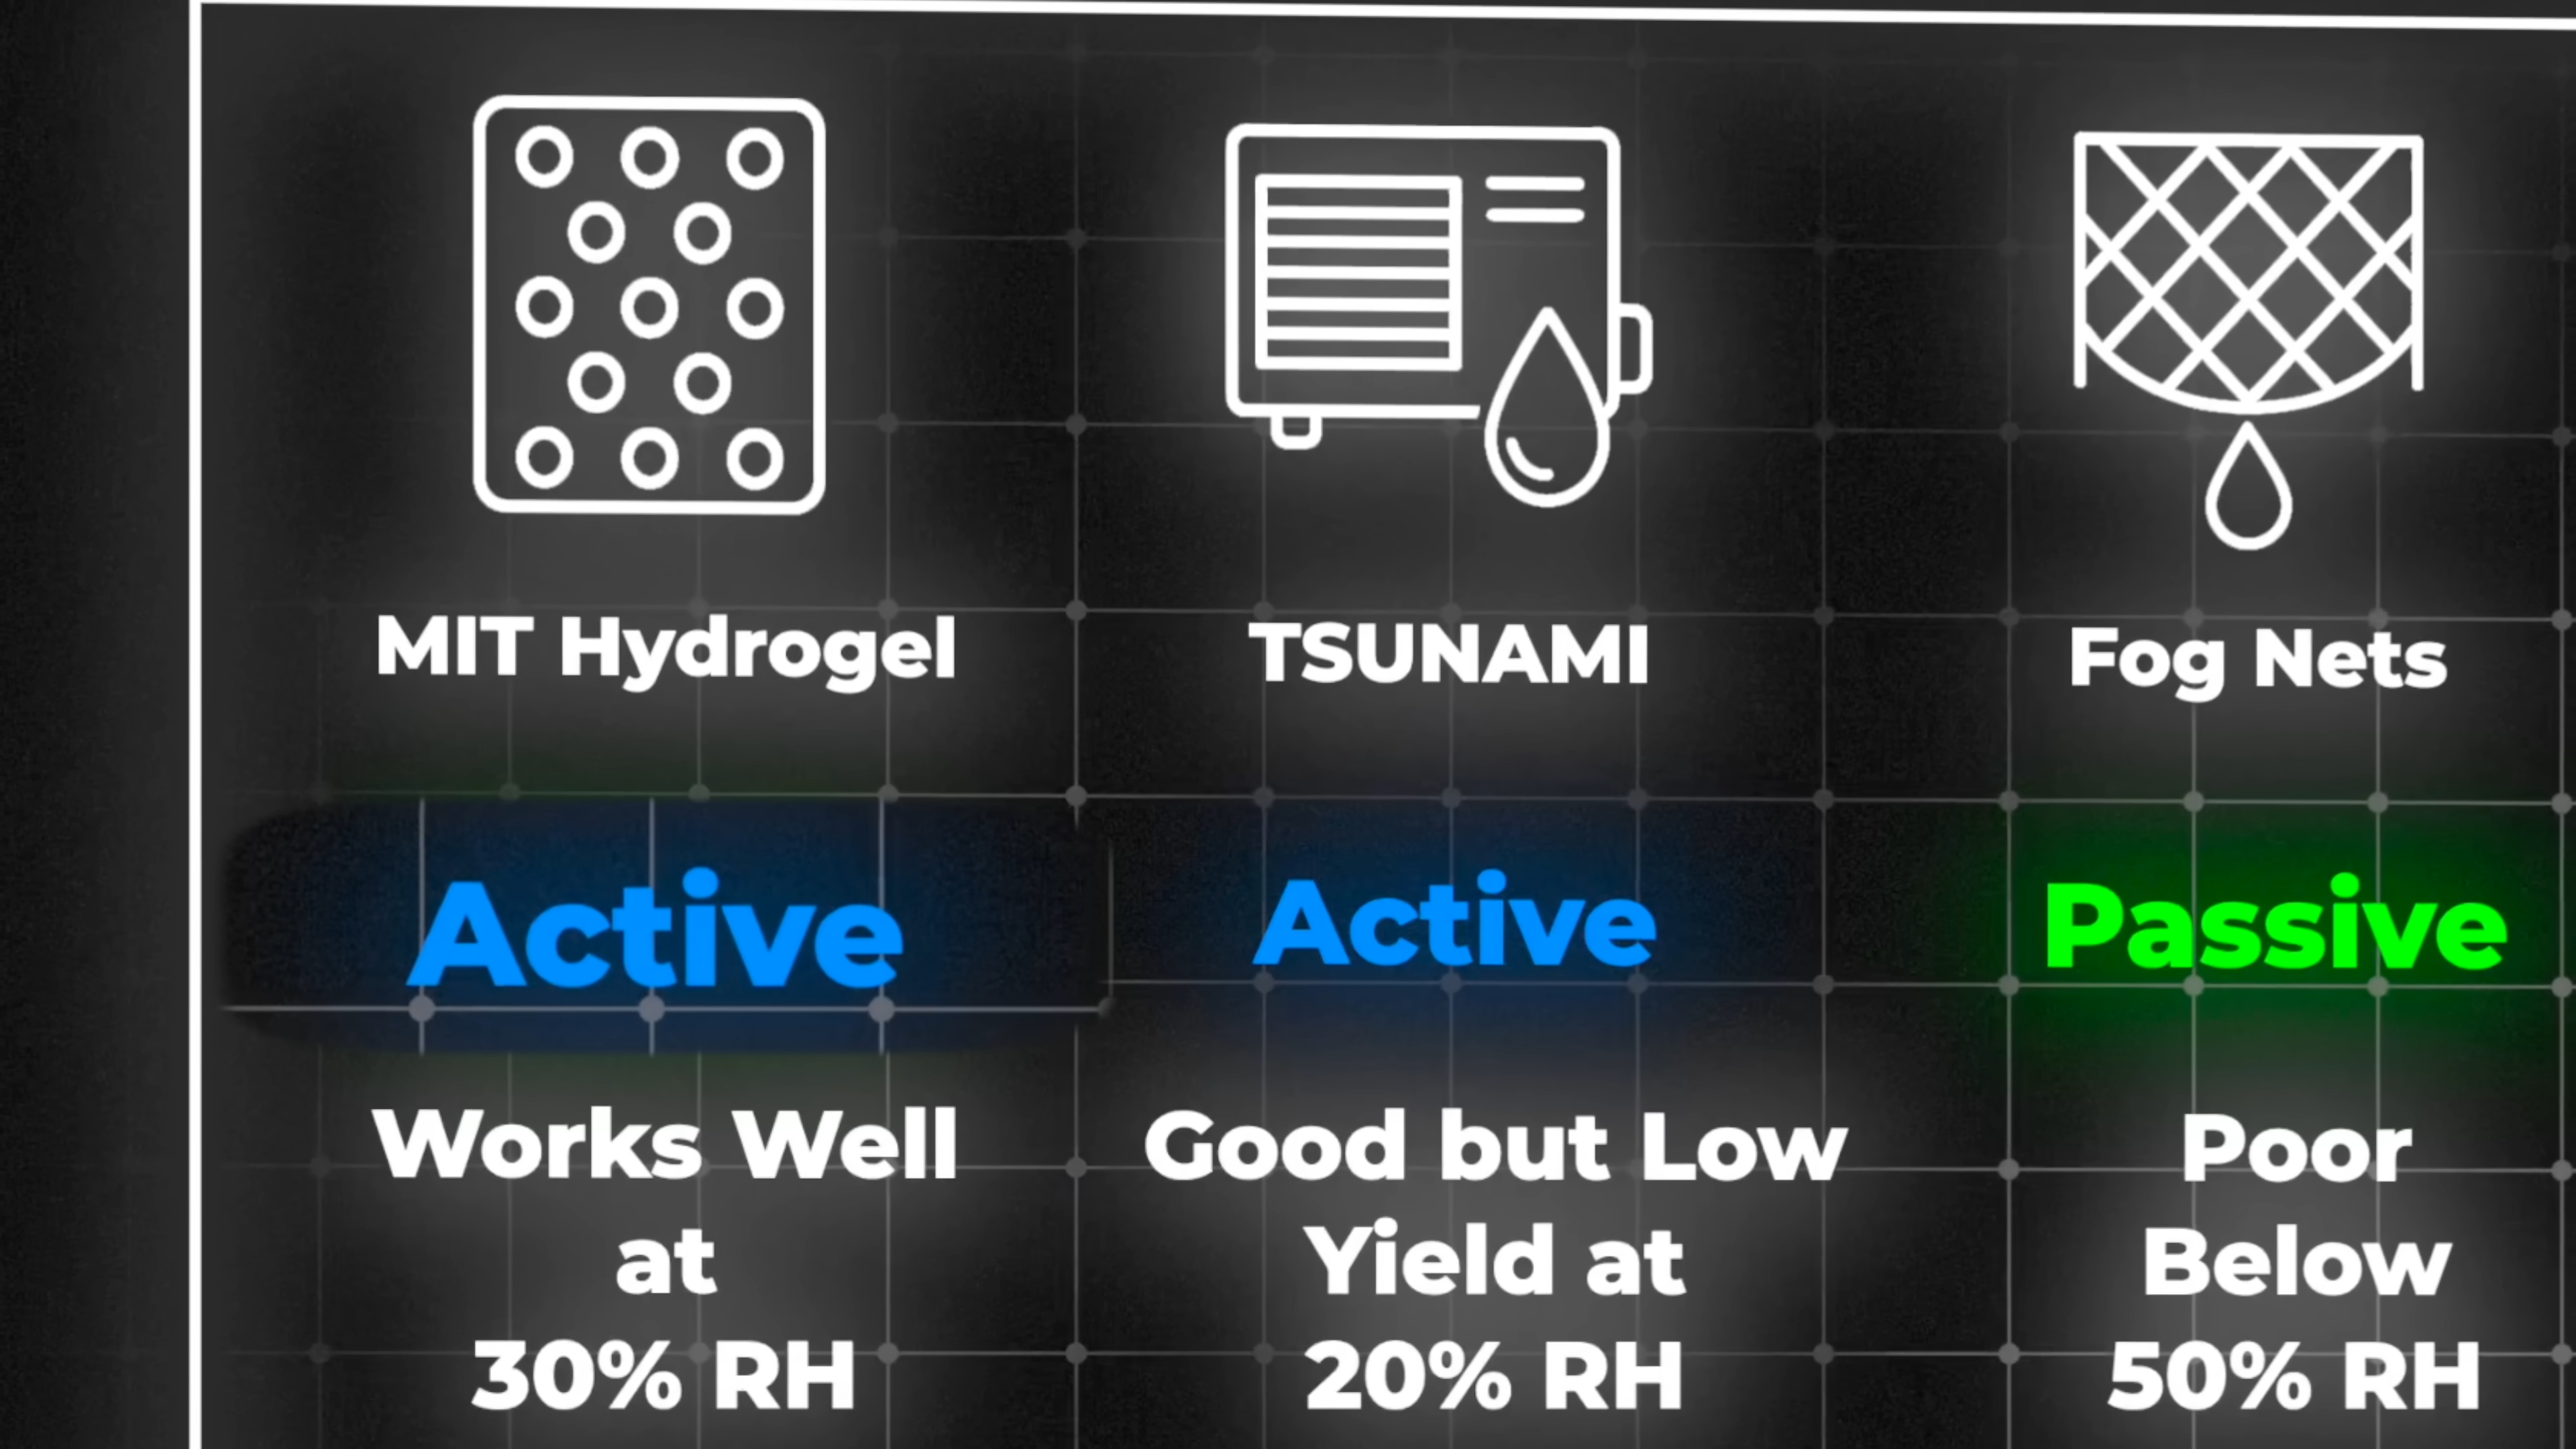 MIT Hydrogel
TSUNAMI
Fog Nets
Active
Active
Passive
Works Well
at
30% RH
Good but Low
Yield at
20% RH
Poor
Below
50% RH